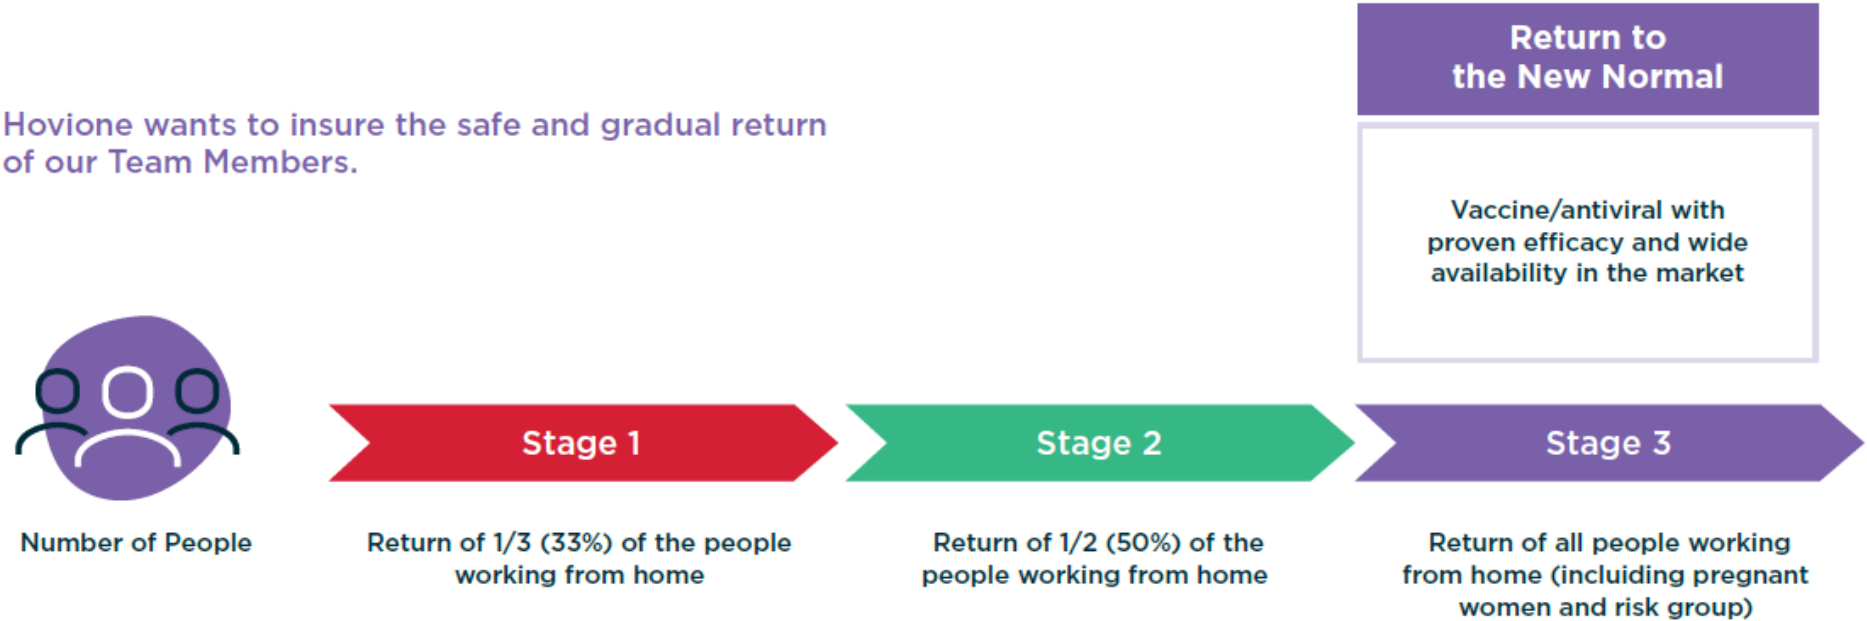 Return to
the New Normal
Hovione wants to insure the safe and gradual return
of our Team Members.
Vaccine/antiviral with
proven efficacy and wide
availability in the market
Stage 1
Stage 2
Stage 3
Number of People
Return of 1/3 (33%) of the people
working from home
Return of 1/2 (50%) of the
people working from home
Return of all people working
from home (incluiding pregnant
women and risk group)